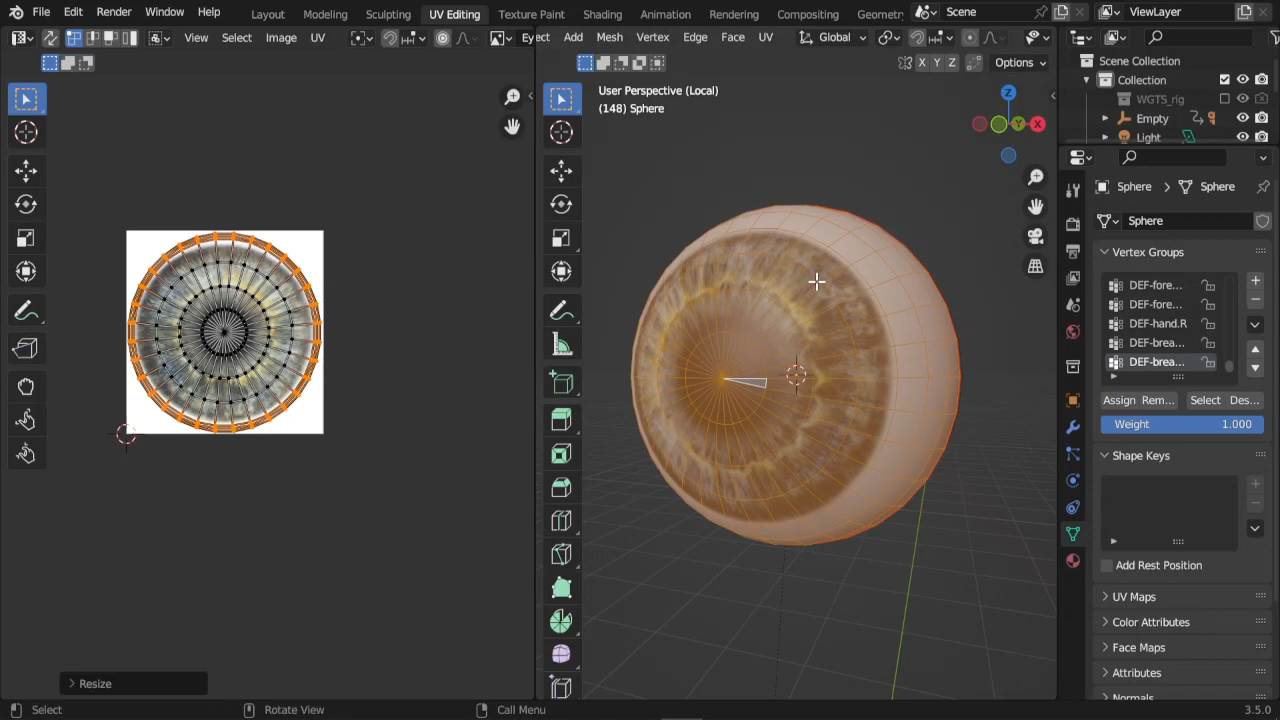 File Edit Render Window Help Layout Modeling Sculpting UV Editing Texture Paint Shading Animation Rendering Compositing Geometr Scene ViewLayer
View Select Image UV Ey ect Add Mesh Vertex Edge Face UV Global
X Y Z Options
User Perspective (Local)
(148) Sphere
Z
Y X
Scene Collection
Collection
WGTS_rig
Empty
Light
Sphere Sphere
Sphere
Vertex Groups
DEF-fore...
DEF-fore...
DEF-hand.R
DEF-brea...
DEF-brea...
Assign Rem... Select Des...
Weight 1.000
Shape Keys
Add Rest Position
UV Maps
Color Attributes
Face Maps
Attributes
Normals
Resize
Select Rotate View Call Menu 3.5.0